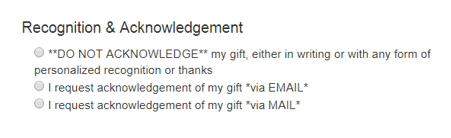 Recognition & Acknowledgement
**DO NOT ACKNOWLEDGE** my gift, either in writing or with any form of
personalized recognition or thanks
I request acknowledgement of my gift *via EMAIL*
I request acknowledgement of my gift *via MAIL*